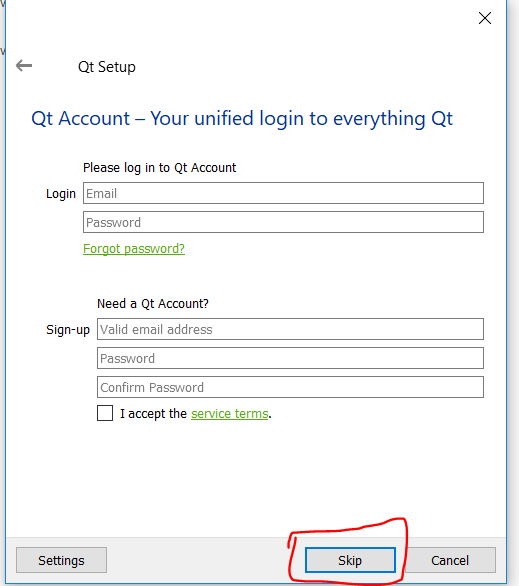 Qt Setup
Qt Account – Your unified login to everything Qt
Please log in to Qt Account
Login Email
Password
Forgot password?
Need a Qt Account?
Sign-up Valid email address
Password
Confirm Password
I accept the service terms.
Settings Skip Cancel